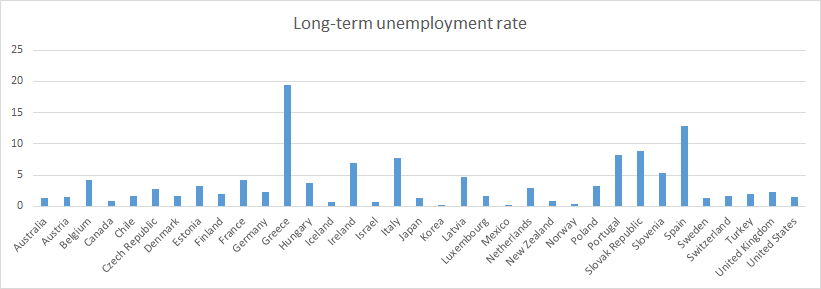 Long-term unemployment rate
25
20
15
10
5
0
Australia
Austria
Belgium
Canada
Chile
Czech Republic
Denmark
Estonia
Finland
France
Germany
Greece
Hungary
Iceland
Ireland
Israel
Italy
Japan
Korea
Latvia
Luxembourg
Mexico
Netherlands
New Zealand
Norway
Poland
Portugal
Slovak Republic
Slovenia
Spain
Sweden
Switzerland
Turkey
United Kingdom
United States